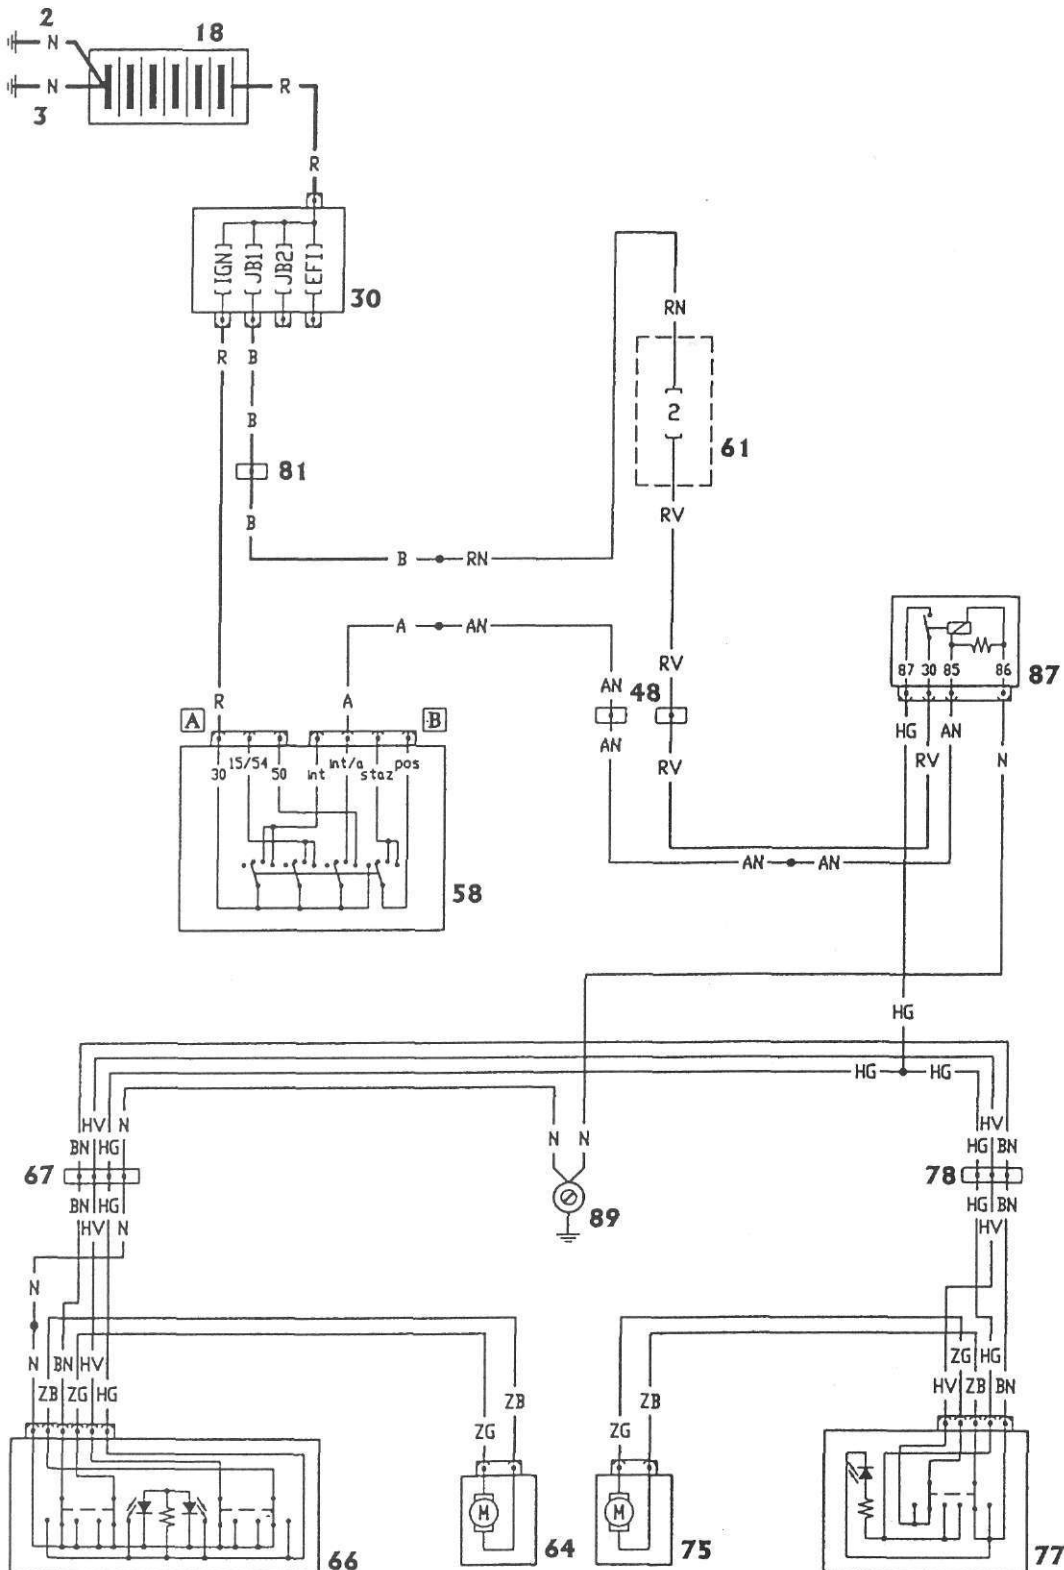 2
N
18
N
R
3
R
IGN
JB1
JB2
EFI
30
RN
R
B
B
2
61
81
B
RV
B
RN
A
AN
RV
87
30
85
86
87
AN
48
R
A
HG
AN
A
B
AN
RV
RV
N
30
15/54
50
int
int/a
staz
pos
AN
AN
58
HG
HG
HG
HV
N
BN
HG
N
N
HV
HG
BN
67
78
BN
HG
HV
N
89
HG
BN
HV
N
N
BN
HV
ZB
ZG
HG
ZB
ZG
ZB
ZG
ZG
HG
HV
ZB
BN
M
M
66
64
75
77